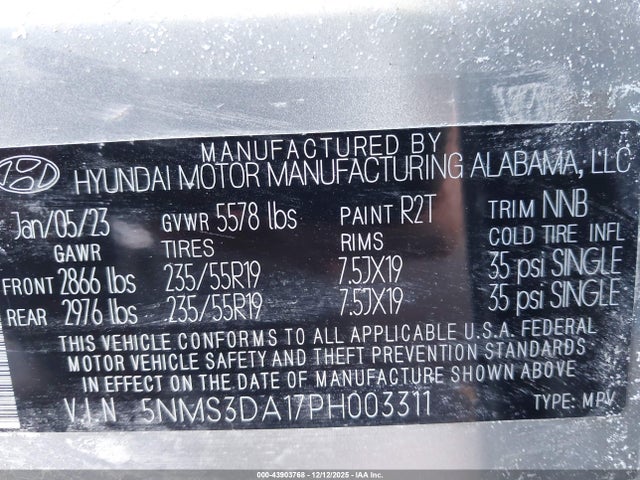 MANUFACTURED BY
HYUNDAI MOTOR MANUFACTURING ALABAMA, LLC
Jan/05/23 GVWR 5578 lbs PAINT R2T TRIM NNB
GAWR TIRES RIMS COLD TIRE INFL
FRONT 2866 lbs 235/55R19 7.5JX19 35 psi SINGLE
REAR 2976 lbs 235/55R19 7.5JX19 35 psi SINGLE
THIS VEHICLE CONFORMS TO ALL APPLICABLE U.S.A. FEDERAL
MOTOR VEHICLE SAFETY AND THEFT PREVENTION STANDARDS
IN EFFECT ON THE DATE OF MANUFACTURE SHOWN ABOVE
V.I.N 5NMS3DA17PH003311 TYPE: MPV
000-43903768 - 12/12/2025 - IAAI.COM